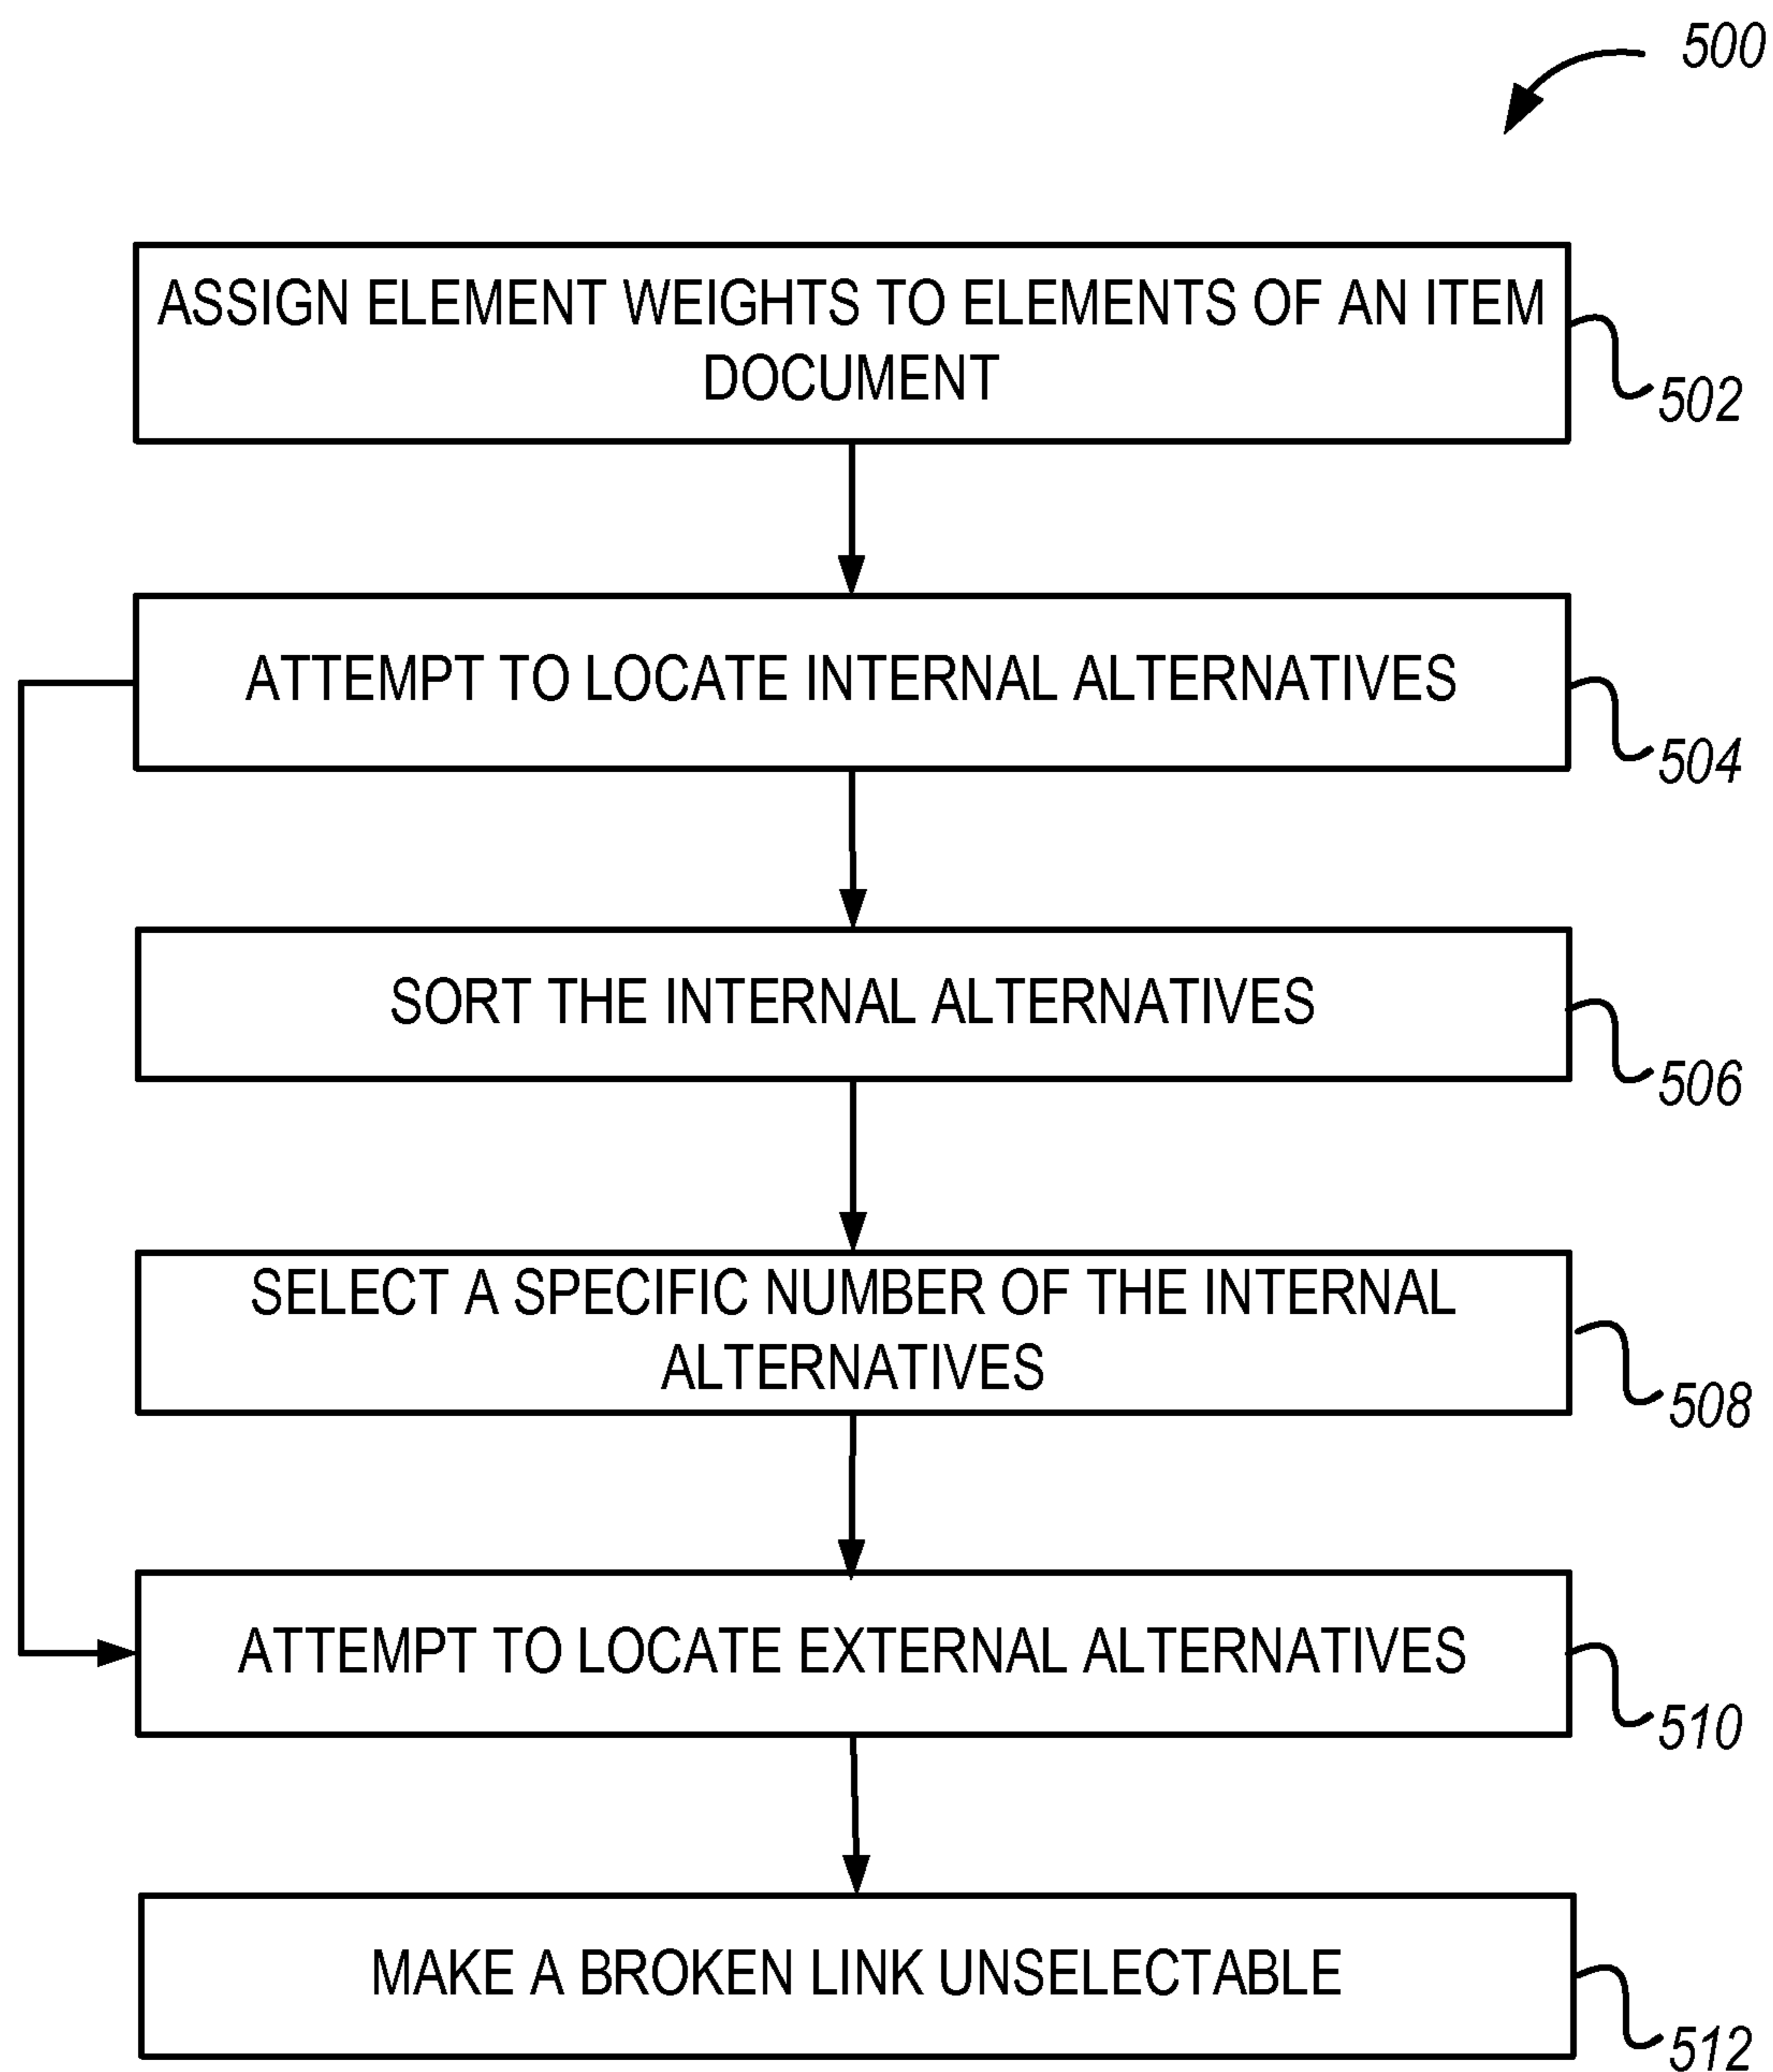 500
ASSIGN ELEMENT WEIGHTS TO ELEMENTS OF AN ITEM
DOCUMENT
502
ATTEMPT TO LOCATE INTERNAL ALTERNATIVES
504
SORT THE INTERNAL ALTERNATIVES
506
SELECT A SPECIFIC NUMBER OF THE INTERNAL
ALTERNATIVES
508
ATTEMPT TO LOCATE EXTERNAL ALTERNATIVES
510
MAKE A BROKEN LINK UNSELECTABLE
512